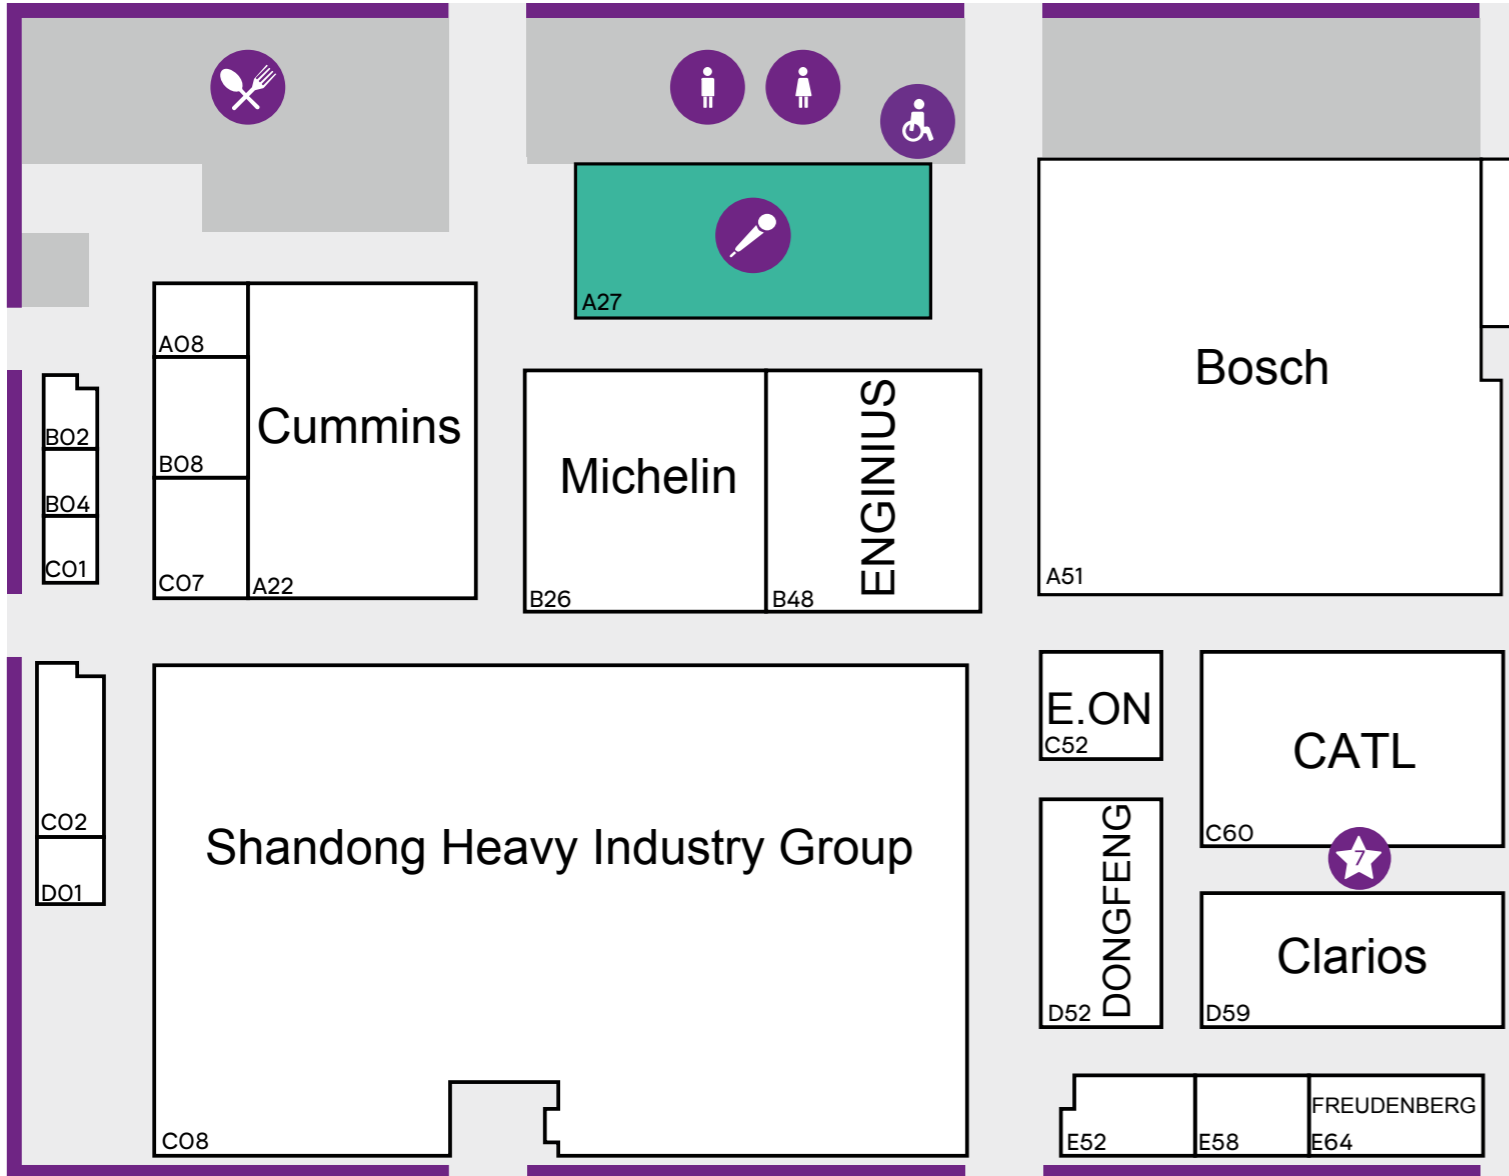 A27
A08
Bosch
Cummins
B02
B08
Michelin
ENGINIUS
B04
C01
C07
A22
B26
B48
A51
E.ON
C52
CATL
C02
Shandong Heavy Industry Group
DONGFENG
C60
7
D01
Clarios
D52
D59
FREUDENBERG
C08
E52
E58
E64